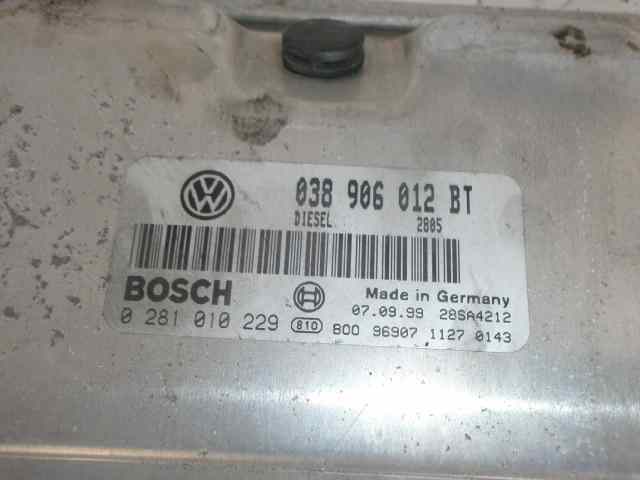 VW
038 906 012 BT
DIESEL 2805
BOSCH
Made in Germany
07.09.99 28SA4212
0 281 010 229 810 800 96907 1127 0143